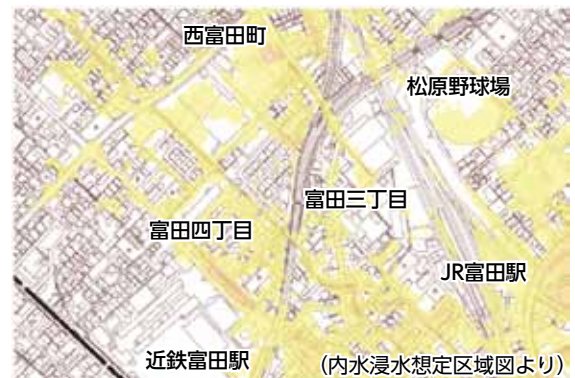 西富田町
松原野球場
富田三丁目
富田四丁目
JR富田駅
近鉄富田駅
(内水浸水想定区域図より)